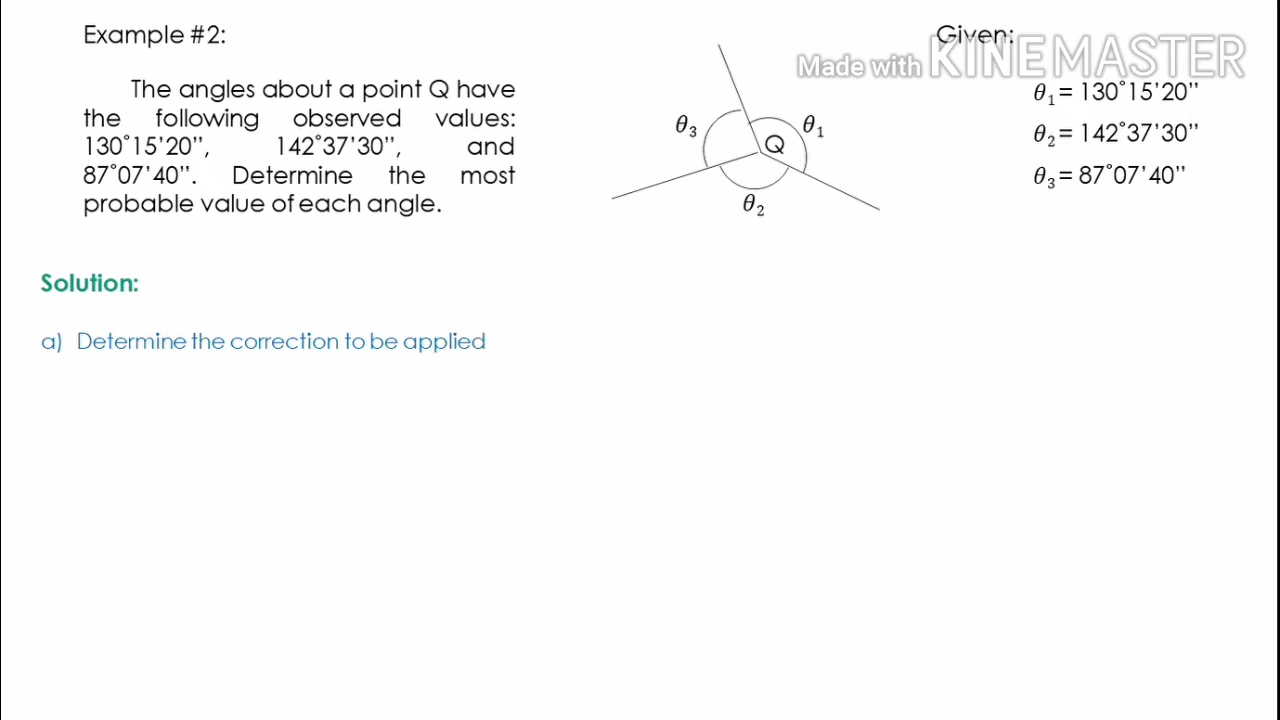 Example #2:
Given:
Made with KINEMASTER
The angles about a point Q have
the following observed values:
130˚15’20”, 142˚37’30”, and
87˚07’40”. Determine the most
probable value of each angle.
θ₃
θ₁
Q
θ₂
θ₁ = 130˚15’20”
θ₂ = 142˚37’30”
θ₃ = 87˚07’40”
Solution:
a) Determine the correction to be applied